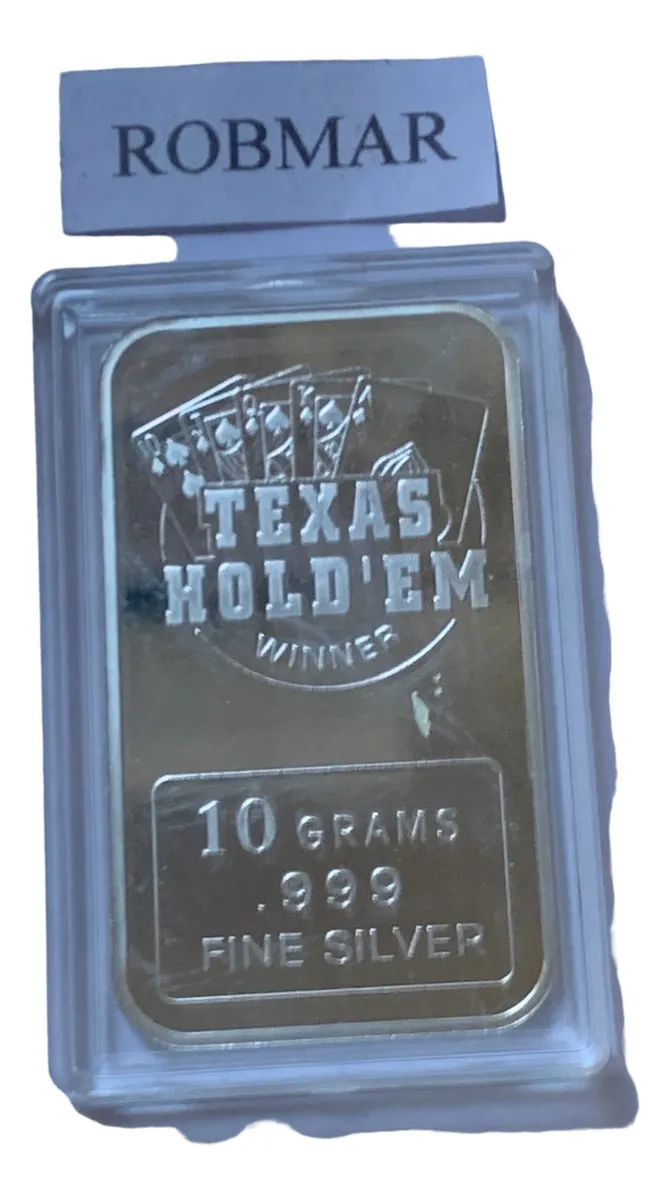 ROBMAR
TEXAS
HOLD'EM
WINNER
10 GRAMS
.999
FINE SILVER